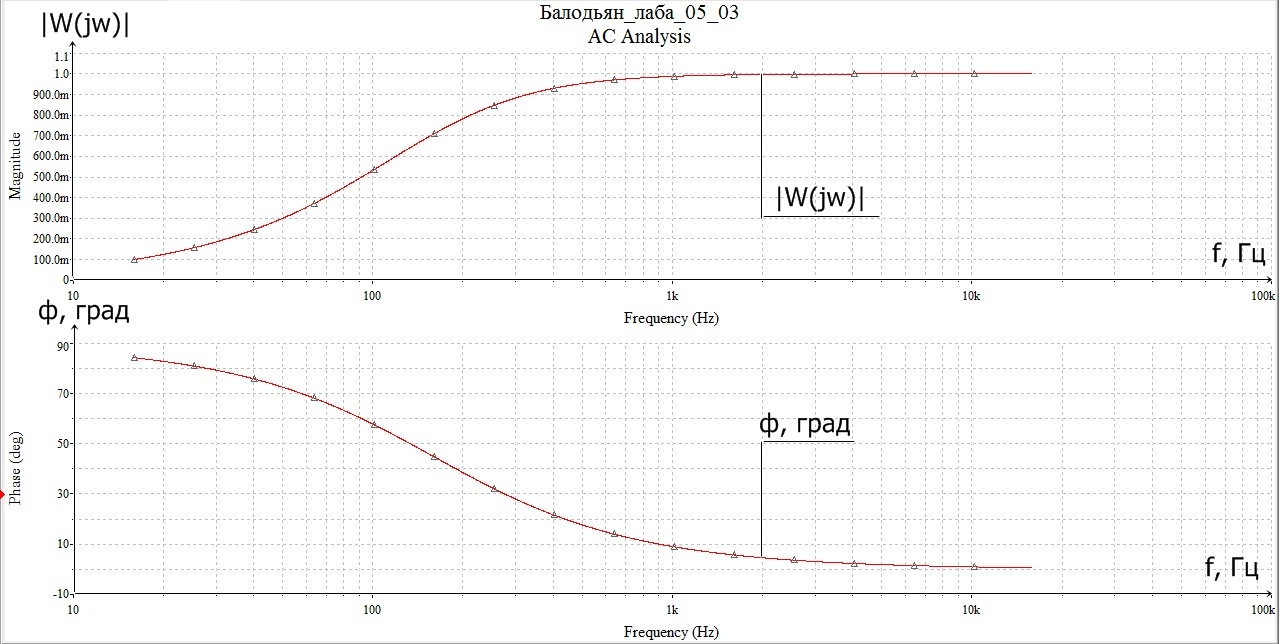 |W(jw)|
Балодьян_лаба_05_03
AC Analysis
1.1
1.0
900.0m
800.0m
700.0m
600.0m
500.0m
400.0m
300.0m
200.0m
100.0m
0
Magnitude
|W(jw)|
f, Гц
10 100 1k 10k 100k
Frequency (Hz)
ф, град
90
70
50
30
10
-10
Phase (deg)
ф, град
f, Гц
10 100 1k 10k 100k
Frequency (Hz)